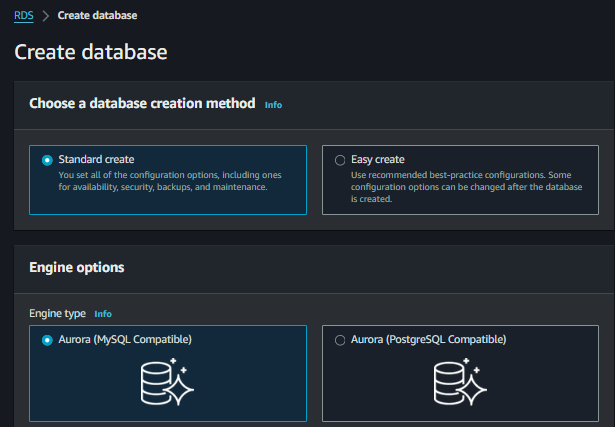 RDS > Create database
Create database
Choose a database creation method Info
Standard create
You set all of the configuration options, including ones
for availability, security, backups, and maintenance.
Easy create
Use recommended best-practice configurations. Some
configuration options can be changed after the database
is created.
Engine options
Engine type Info
Aurora (MySQL Compatible)
Aurora (PostgreSQL Compatible)